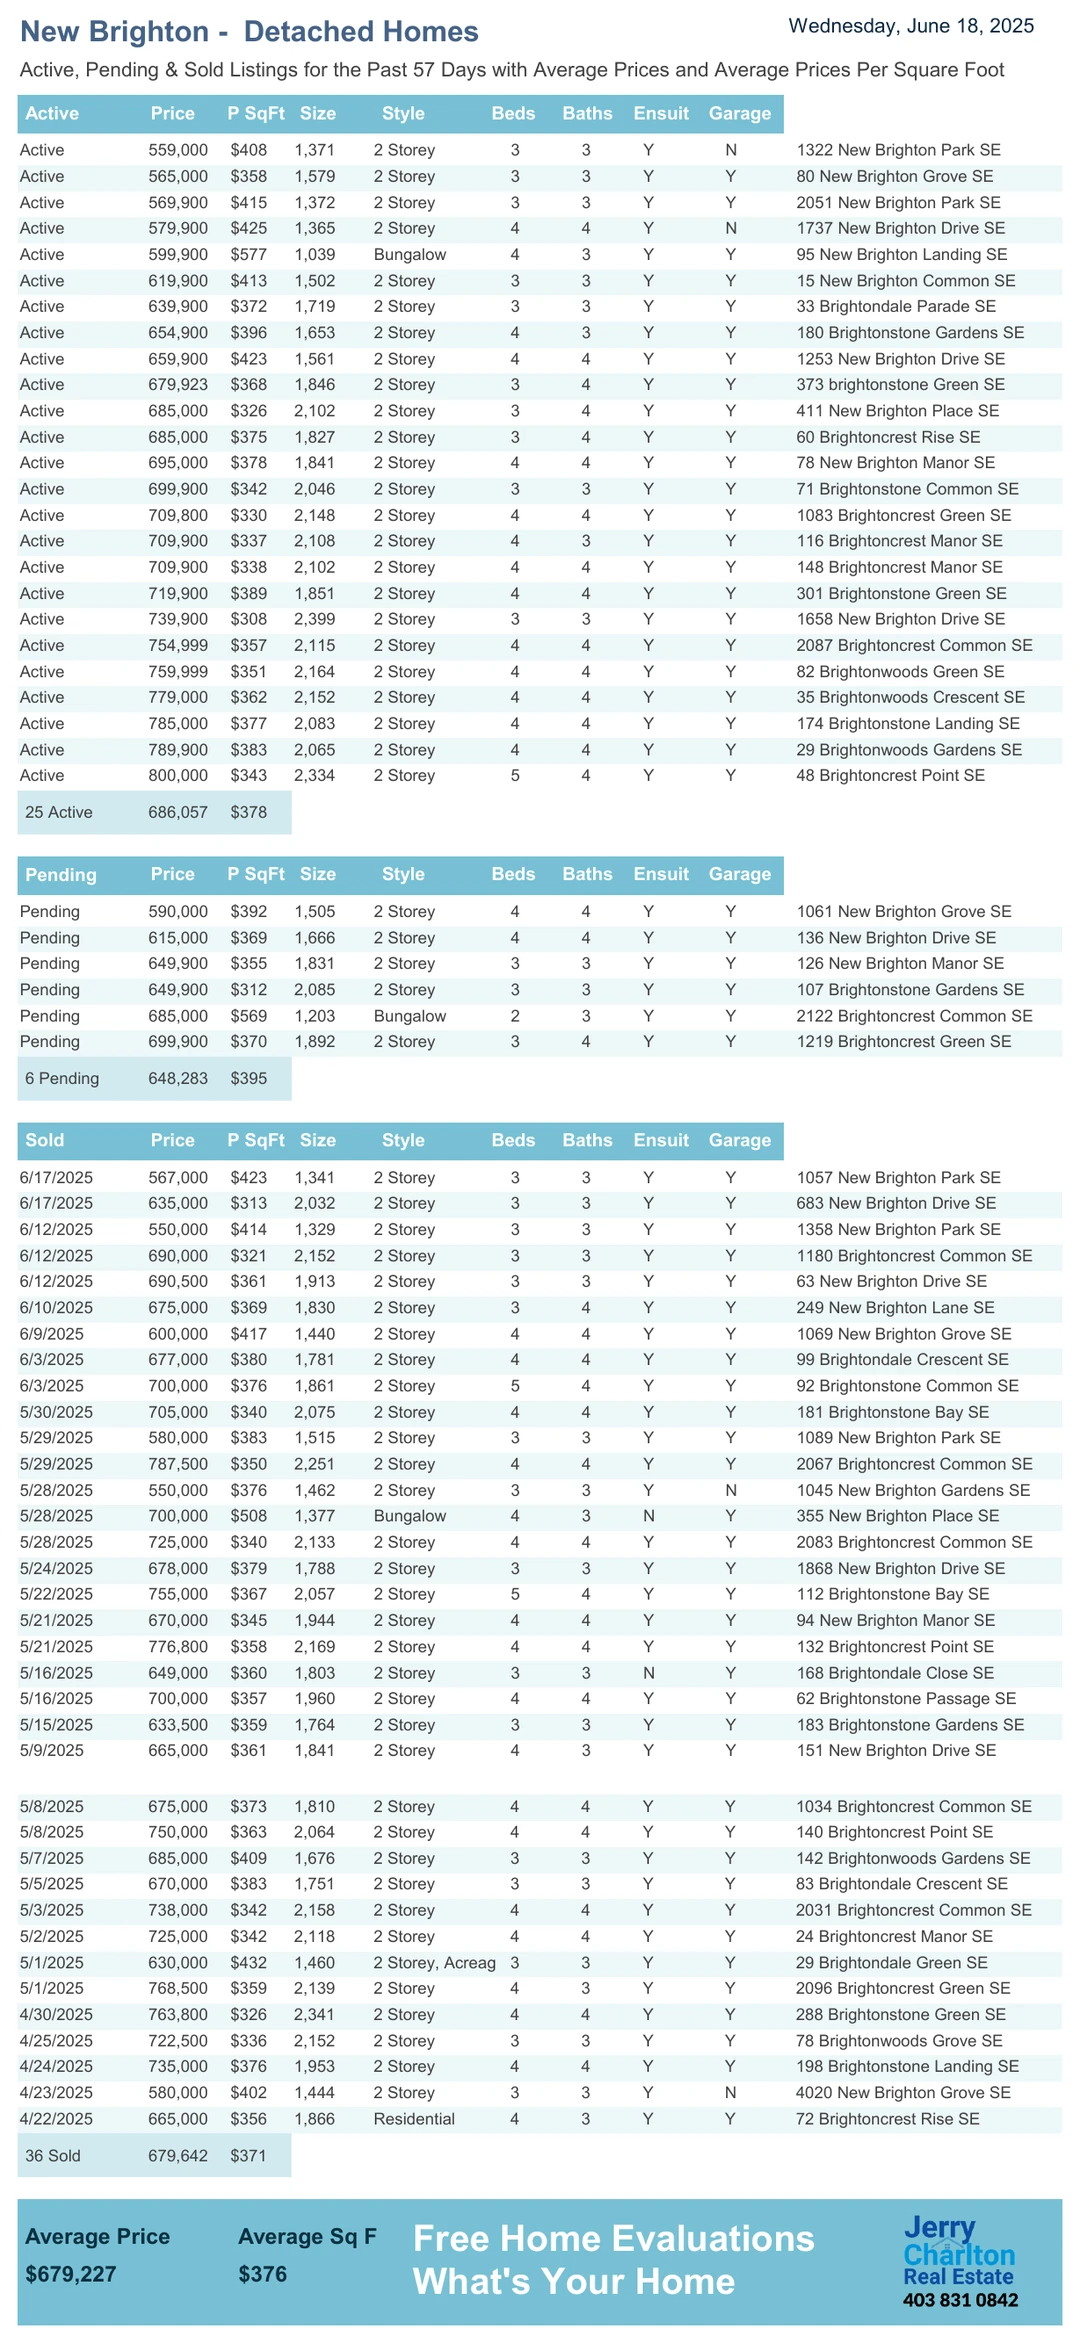 New Brighton -  Detached Homes
Wednesday, June 18, 2025
Active, Pending & Sold Listings for the Past 57 Days with Average Prices and Average Prices Per Square Foot
Active Price P SqFt Size Style Beds Baths Ensuit Garage
Active 559,000 $408 1,371 2 Storey 3 3 Y N 1322 New Brighton Park SE
Active 565,000 $358 1,579 2 Storey 3 3 Y Y 80 New Brighton Grove SE
Active 569,900 $415 1,372 2 Storey 3 3 Y Y 2051 New Brighton Park SE
Active 579,900 $425 1,365 2 Storey 4 4 Y N 1737 New Brighton Drive SE
Active 599,900 $577 1,039 Bungalow 4 3 Y Y 95 New Brighton Landing SE
Active 619,900 $413 1,502 2 Storey 3 3 Y Y 15 New Brighton Common SE
Active 639,900 $372 1,719 2 Storey 3 3 Y Y 33 Brightondale Parade SE
Active 654,900 $396 1,653 2 Storey 4 3 Y Y 180 Brightonstone Gardens SE
Active 659,900 $423 1,561 2 Storey 4 4 Y Y 1253 New Brighton Drive SE
Active 679,923 $368 1,846 2 Storey 3 4 Y Y 373 brightonstone Green SE
Active 685,000 $326 2,102 2 Storey 3 4 Y Y 411 New Brighton Place SE
Active 685,000 $375 1,827 2 Storey 3 4 Y Y 60 Brightoncrest Rise SE
Active 695,000 $378 1,841 2 Storey 4 4 Y Y 78 New Brighton Manor SE
Active 699,900 $342 2,046 2 Storey 3 3 Y Y 71 Brightonstone Common SE
Active 709,800 $330 2,148 2 Storey 4 4 Y Y 1083 Brightoncrest Green SE
Active 709,900 $337 2,108 2 Storey 4 3 Y Y 116 Brightoncrest Manor SE
Active 709,900 $338 2,102 2 Storey 4 4 Y Y 148 Brightoncrest Manor SE
Active 719,900 $389 1,851 2 Storey 4 4 Y Y 301 Brightonstone Green SE
Active 739,900 $308 2,399 2 Storey 3 3 Y Y 1658 New Brighton Drive SE
Active 754,999 $357 2,115 2 Storey 4 4 Y Y 2087 Brightoncrest Common SE
Active 759,999 $351 2,164 2 Storey 4 4 Y Y 82 Brightonwoods Green SE
Active 779,000 $362 2,152 2 Storey 4 4 Y Y 35 Brightonwoods Crescent SE
Active 785,000 $377 2,083 2 Storey 4 4 Y Y 174 Brightonstone Landing SE
Active 789,900 $383 2,065 2 Storey 4 4 Y Y 29 Brightonwoods Gardens SE
Active 800,000 $343 2,334 2 Storey 5 4 Y Y 48 Brightoncrest Point SE
25 Active 686,057 $378
Pending Price P SqFt Size Style Beds Baths Ensuit Garage
Pending 590,000 $392 1,505 2 Storey 4 4 Y Y 1061 New Brighton Grove SE
Pending 615,000 $369 1,666 2 Storey 4 4 Y Y 136 New Brighton Drive SE
Pending 649,900 $355 1,831 2 Storey 3 3 Y Y 126 New Brighton Manor SE
Pending 649,900 $312 2,085 2 Storey 3 3 Y Y 107 Brightonstone Gardens SE
Pending 685,000 $569 1,203 Bungalow 2 3 Y Y 2122 Brightoncrest Common SE
Pending 699,900 $370 1,892 2 Storey 3 4 Y Y 1219 Brightoncrest Green SE
6 Pending 648,283 $395
Sold Price P SqFt Size Style Beds Baths Ensuit Garage
6/17/2025 567,000 $423 1,341 2 Storey 3 3 Y Y 1057 New Brighton Park SE
6/17/2025 635,000 $313 2,032 2 Storey 3 3 Y Y 683 New Brighton Drive SE
6/12/2025 550,000 $414 1,329 2 Storey 3 3 Y Y 1358 New Brighton Park SE
6/12/2025 690,000 $321 2,152 2 Storey 3 3 Y Y 1180 Brightoncrest Common SE
6/12/2025 690,500 $361 1,913 2 Storey 3 3 Y Y 63 New Brighton Drive SE
6/10/2025 675,000 $369 1,830 2 Storey 3 4 Y Y 249 New Brighton Lane SE
6/9/2025 600,000 $417 1,440 2 Storey 4 4 Y Y 1069 New Brighton Grove SE
6/3/2025 677,000 $380 1,781 2 Storey 4 4 Y Y 99 Brightondale Crescent SE
6/3/2025 700,000 $376 1,861 2 Storey 5 4 Y Y 92 Brightonstone Common SE
5/30/2025 705,000 $340 2,075 2 Storey 4 4 Y Y 181 Brightonstone Bay SE
5/29/2025 580,000 $383 1,515 2 Storey 3 3 Y Y 1089 New Brighton Park SE
5/29/2025 787,500 $350 2,251 2 Storey 4 4 Y Y 2067 Brightoncrest Common SE
5/28/2025 550,000 $376 1,462 2 Storey 3 3 Y N 1045 New Brighton Gardens SE
5/28/2025 700,000 $508 1,377 Bungalow 4 3 N Y 355 New Brighton Place SE
5/28/2025 725,000 $340 2,133 2 Storey 4 4 Y Y 2083 Brightoncrest Common SE
5/24/2025 678,000 $379 1,788 2 Storey 3 3 Y Y 1868 New Brighton Drive SE
5/22/2025 755,000 $367 2,057 2 Storey 5 4 Y Y 112 Brightonstone Bay SE
5/21/2025 670,000 $345 1,944 2 Storey 4 4 Y Y 94 New Brighton Manor SE
5/21/2025 776,800 $358 2,169 2 Storey 4 4 Y Y 132 Brightoncrest Point SE
5/16/2025 649,000 $360 1,803 2 Storey 3 3 N Y 168 Brightondale Close SE
5/16/2025 700,000 $357 1,960 2 Storey 4 4 Y Y 62 Brightonstone Passage SE
5/15/2025 633,500 $359 1,764 2 Storey 3 3 Y Y 183 Brightonstone Gardens SE
5/9/2025 665,000 $361 1,841 2 Storey 4 3 Y Y 151 New Brighton Drive SE
5/8/2025 675,000 $373 1,810 2 Storey 4 4 Y Y 1034 Brightoncrest Common SE
5/8/2025 750,000 $363 2,064 2 Storey 4 4 Y Y 140 Brightoncrest Point SE
5/7/2025 685,000 $409 1,676 2 Storey 3 3 Y Y 142 Brightonwoods Gardens SE
5/5/2025 670,000 $383 1,751 2 Storey 3 3 Y Y 83 Brightondale Crescent SE
5/3/2025 738,000 $342 2,158 2 Storey 4 4 Y Y 2031 Brightoncrest Common SE
5/2/2025 725,000 $342 2,118 2 Storey 4 4 Y Y 24 Brightoncrest Manor SE
5/1/2025 630,000 $432 1,460 2 Storey, Acreag 3 3 Y Y 29 Brightondale Green SE
5/1/2025 768,500 $359 2,139 2 Storey 4 3 Y Y 2096 Brightoncrest Green SE
4/30/2025 763,800 $326 2,341 2 Storey 4 4 Y Y 288 Brightonstone Green SE
4/25/2025 722,500 $336 2,152 2 Storey 3 3 Y Y 78 Brightonwoods Grove SE
4/24/2025 735,000 $376 1,953 2 Storey 4 4 Y Y 198 Brightonstone Landing SE
4/23/2025 580,000 $402 1,444 2 Storey 3 3 Y N 4020 New Brighton Grove SE
4/22/2025 665,000 $356 1,866 Residential 4 3 Y Y 72 Brightoncrest Rise SE
36 Sold 679,642 $371
Average Price Average Sq F
$679,227 $376
Free Home Evaluations
What's Your Home
Jerry
Charlton
Real Estate
403 831 0842